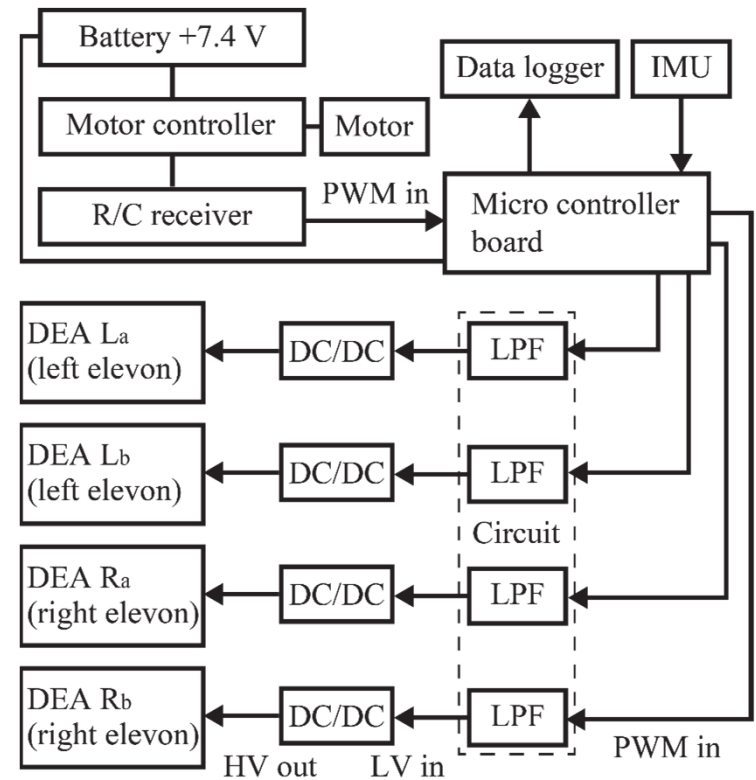 Battery +7.4 V
Data logger
IMU
Motor controller
Motor
R/C receiver
PWM in
Micro controller
board
DEA La
(left elevon)
DC/DC
LPF
DEA Lb
(left elevon)
DC/DC
LPF
Circuit
DEA Ra
(right elevon)
DC/DC
LPF
DEA Rb
(right elevon)
DC/DC
LPF
PWM in
HV out
LV in